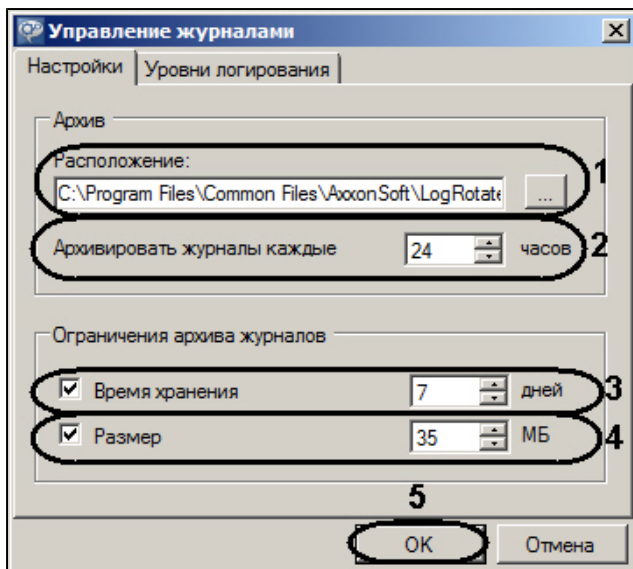 Управление журналами
Настройки
Уровни логирования
Архив
Расположение:
C:\Program Files\Common Files\AxxonSoft\LogRotate
...
1
Архивировать журналы каждые 24 часов 2
Ограничения архива журналов
Время хранения 7 дней 3
Размер 35 МБ 4
5
OK
Отмена